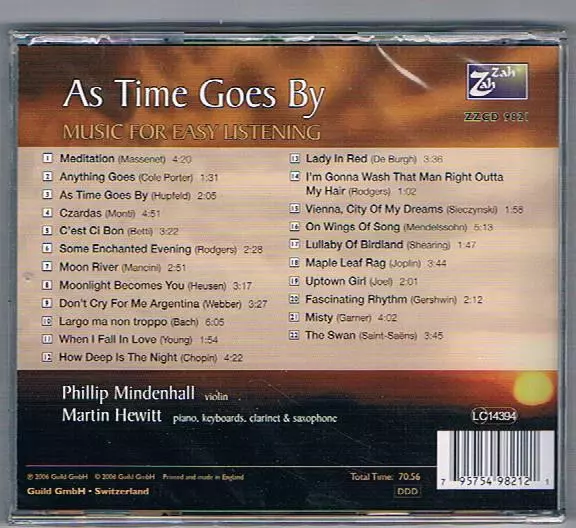 As Time Goes By
MUSIC FOR EASY LISTENING
Zah
Zah
ZZCD 9821
1 Meditation (Massenet) 4:20
2 Anything Goes (Cole Porter) 1:31
3 As Time Goes By (Hupfeld) 2:05
4 Czardas (Monti) 4:51
5 C'est Ci Bon (Betti) 3:22
6 Some Enchanted Evening (Rodgers) 2:28
7 Moon River (Mancini) 2:51
8 Moonlight Becomes You (Heusen) 3:17
9 Don't Cry For Me Argentina (Webber) 3:27
10 Largo ma non troppo (Bach) 6:05
11 When I Fall In Love (Young) 1:54
12 How Deep Is The Night (Chopin) 4:22
13 Lady In Red (De Burgh) 3:36
14 I'm Gonna Wash That Man Right Outta
My Hair (Rodgers) 1:02
15 Vienna, City Of My Dreams (Sieczynski) 1:58
16 On Wings Of Song (Mendelssohn) 5:13
17 Lullaby Of Birdland (Shearing) 1:47
18 Maple Leaf Rag (Joplin) 3:44
19 Uptown Girl (Joel) 2:01
20 Fascinating Rhythm (Gershwin) 2:12
21 Misty (Garner) 4:02
22 The Swan (Saint-Saëns) 3:45
Phillip Mindenhall violin
Martin Hewitt piano, keyboards, clarinet & saxophone
LC14394
℗ 2006 Guild GmbH © 2006 Guild GmbH Printed and made in England
Guild GmbH • Switzerland
Total Time: 70:56
DDD
7 95754 98212 1